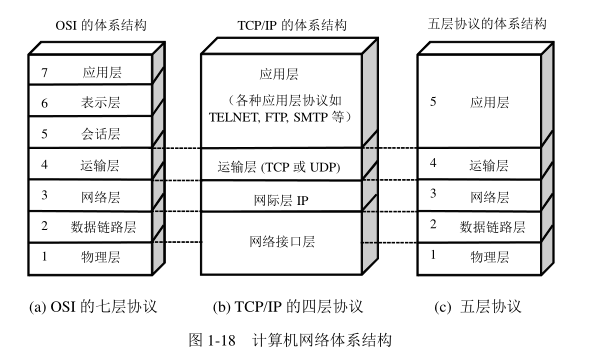 OSI 的体系结构
TCP/IP 的体系结构
五层协议的体系结构
7 应用层
6 表示层
5 会话层
4 运输层
3 网络层
2 数据链路层
1 物理层
应用层
（各种应用层协议如
TELNET, FTP, SMTP 等）
运输层 (TCP 或 UDP)
网际层 IP
网络接口层
5 应用层
4 运输层
3 网络层
2 数据链路层
1 物理层
(a) OSI 的七层协议
(b) TCP/IP 的四层协议
(c) 五层协议
图 1-18 计算机网络体系结构